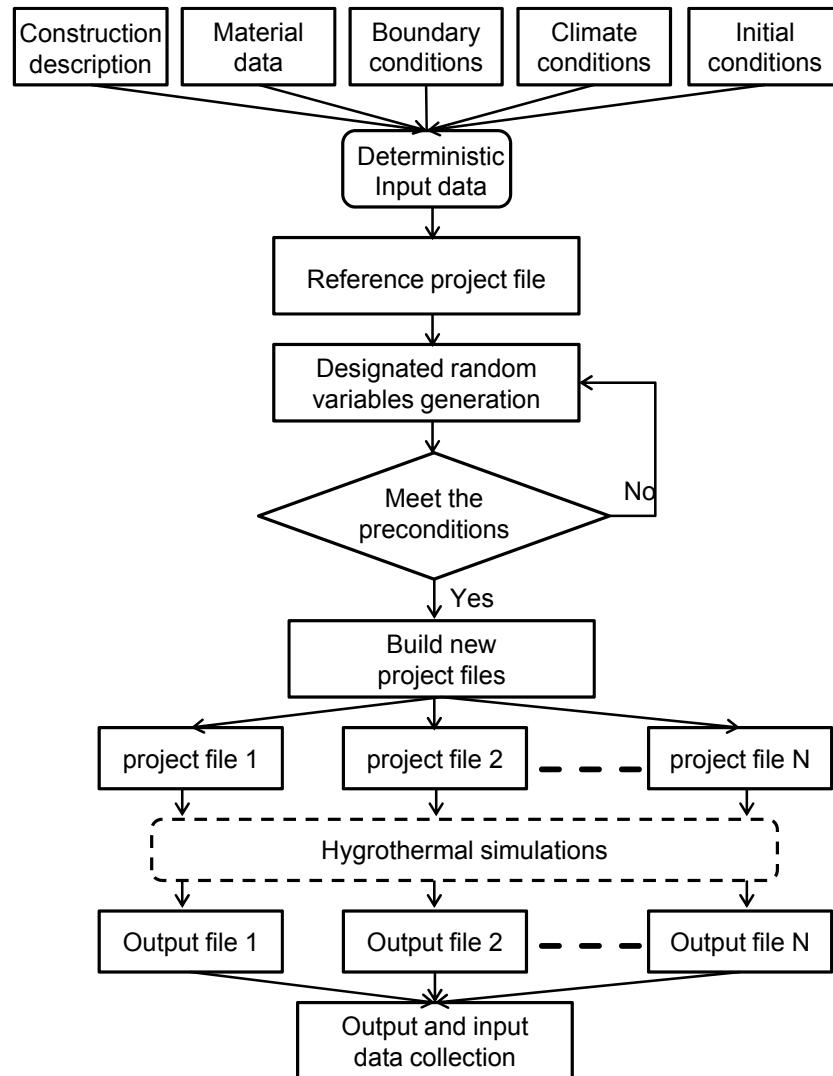 Construction
description
Material
data
Boundary
conditions
Climate
conditions
Initial
conditions
Deterministic
Input data
Reference project file
Designated random
variables generation
Meet the
preconditions
No
Yes
Build new
project files
project file 1
project file 2
project file N
Hygrothermal simulations
Output file 1
Output file 2
Output file N
Output and input
data collection